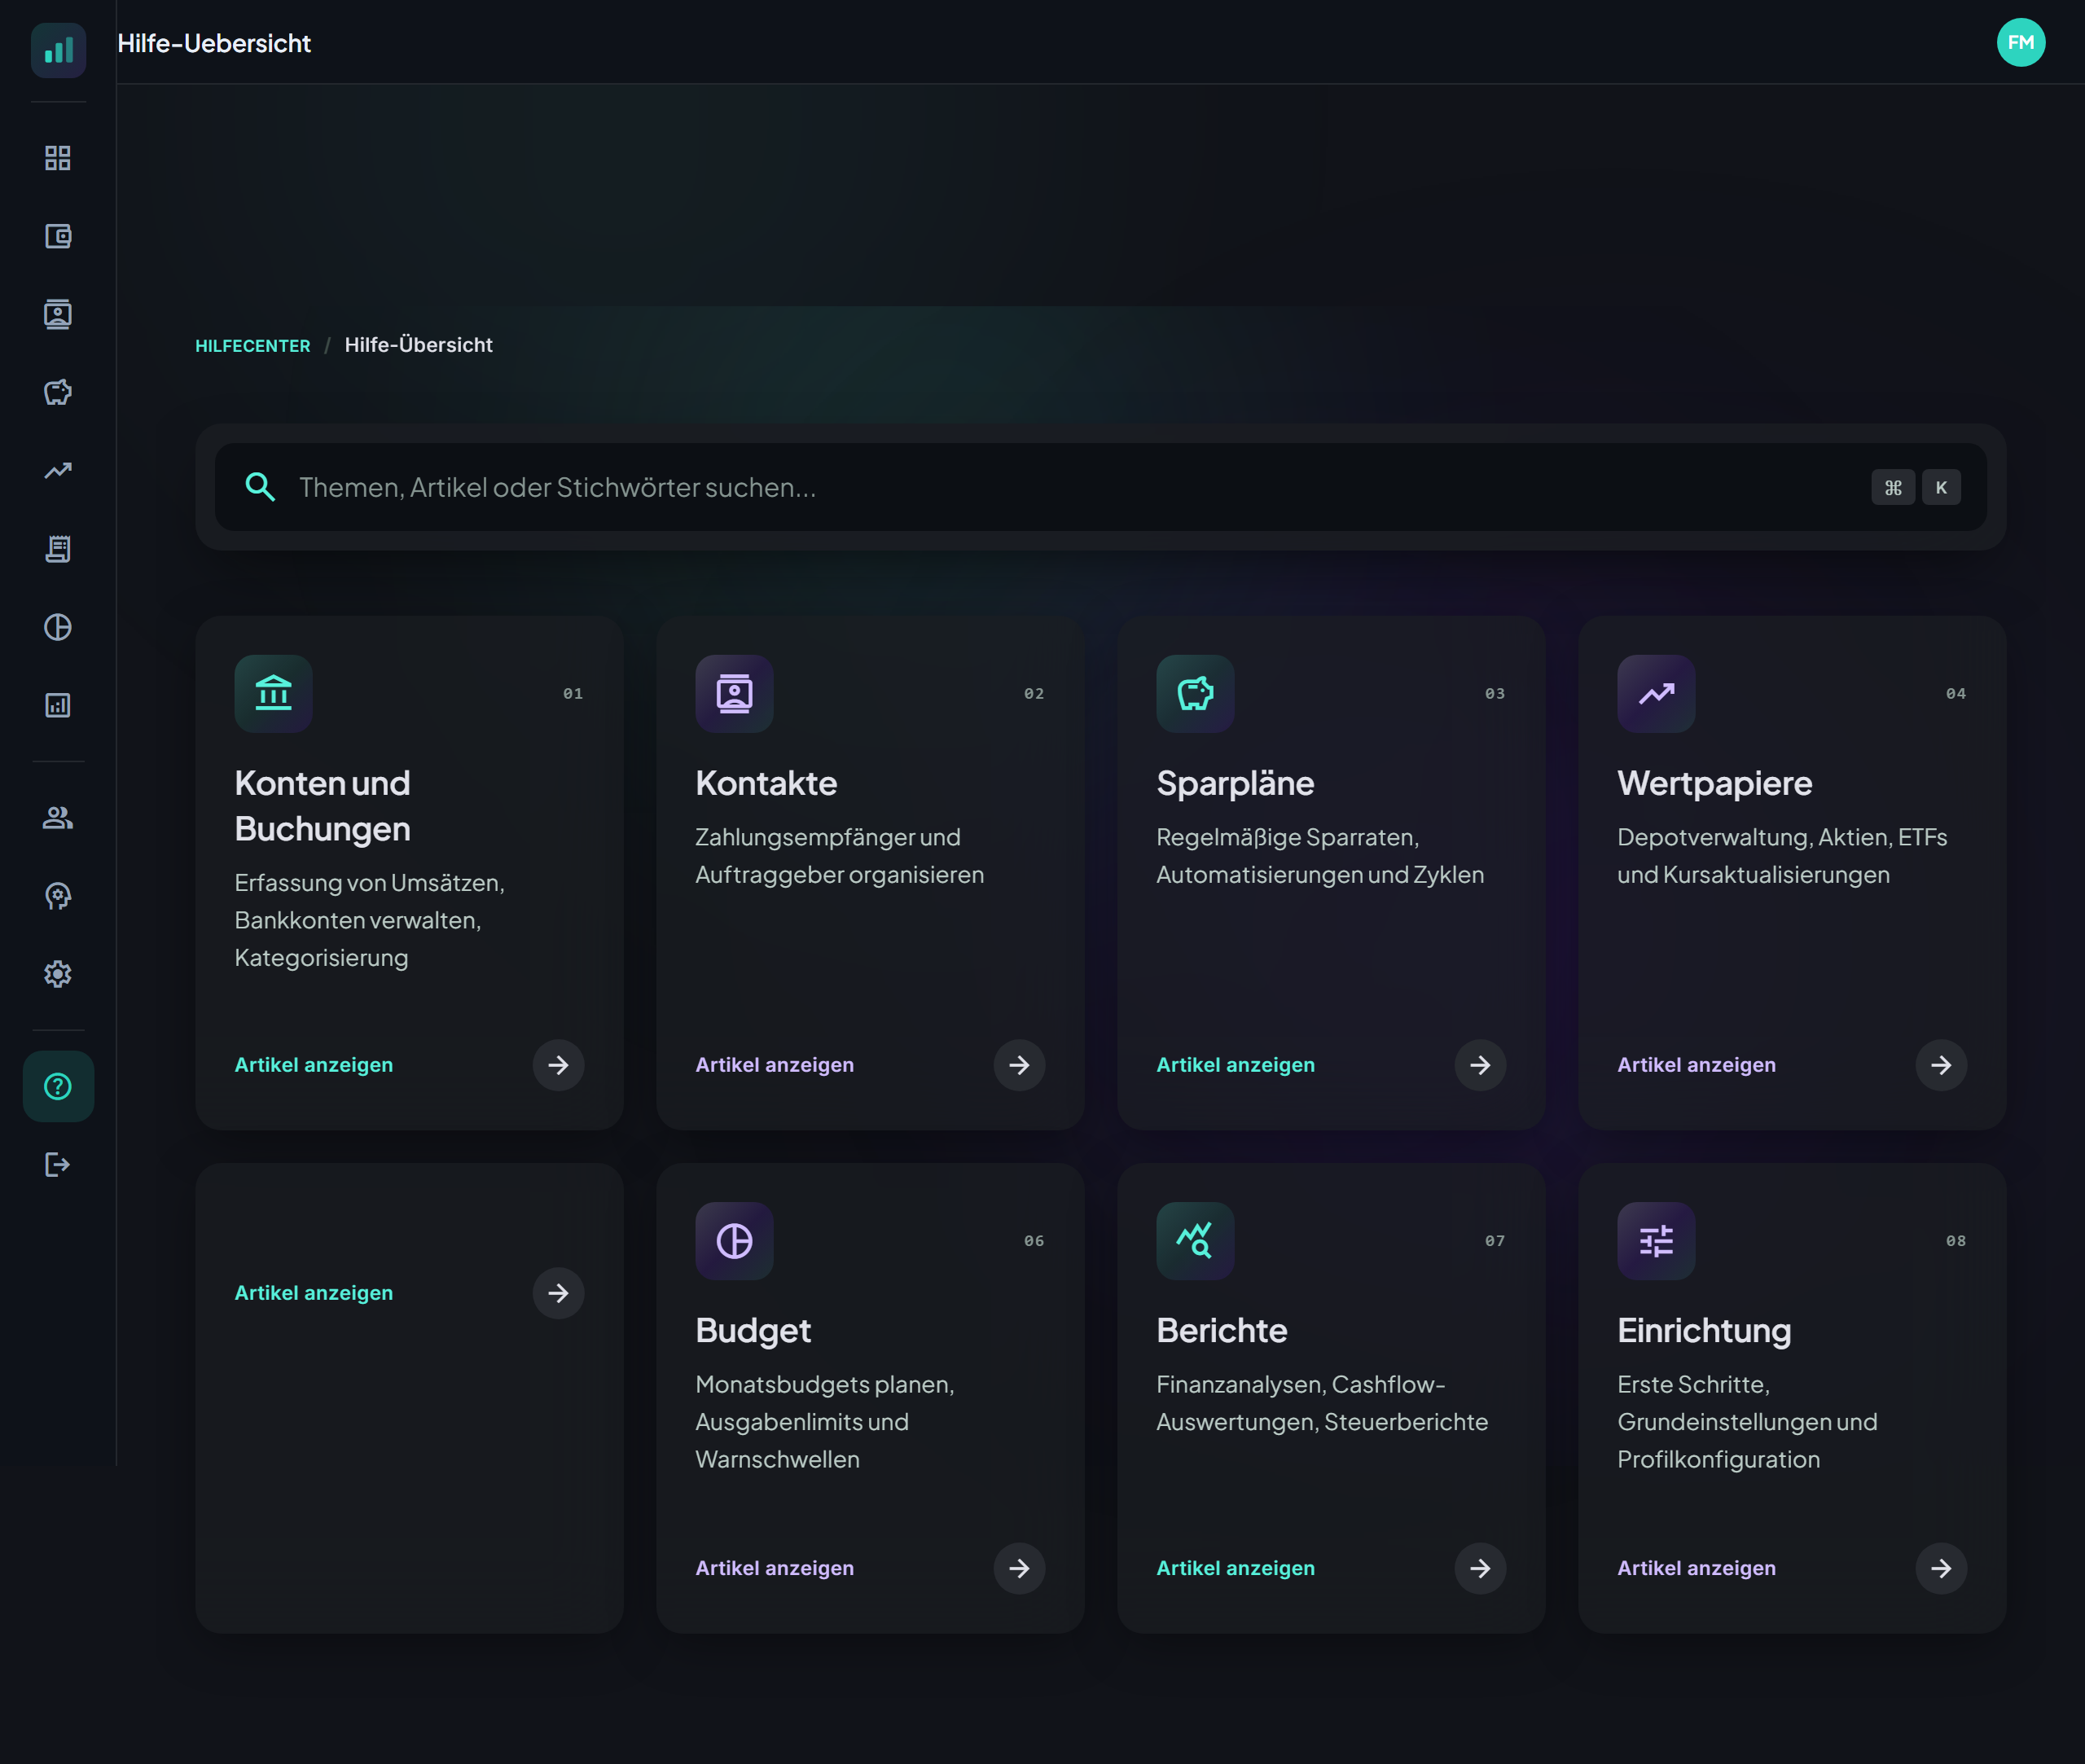 Hilfe-Uebersicht
FM
HILFECENTER / Hilfe-Übersicht
Themen, Artikel oder Stichwörter suchen...
⌘ K
01
Konten und
Buchungen
Erfassung von Umsätzen,
Bankkonten verwalten,
Kategorisierung
Artikel anzeigen
02
Kontakte
Zahlungsempfänger und
Auftraggeber organisieren
Artikel anzeigen
03
Sparpläne
Regelmäßige Sparraten,
Automatisierungen und Zyklen
Artikel anzeigen
04
Wertpapiere
Depotverwaltung, Aktien, ETFs
und Kursaktualisierungen
Artikel anzeigen
Artikel anzeigen
06
Budget
Monatsbudgets planen,
Ausgabenlimits und
Warnschwellen
Artikel anzeigen
07
Berichte
Finanzanalysen, Cashflow-
Auswertungen, Steuerberichte
Artikel anzeigen
08
Einrichtung
Erste Schritte,
Grundeinstellungen und
Profilkonfiguration
Artikel anzeigen